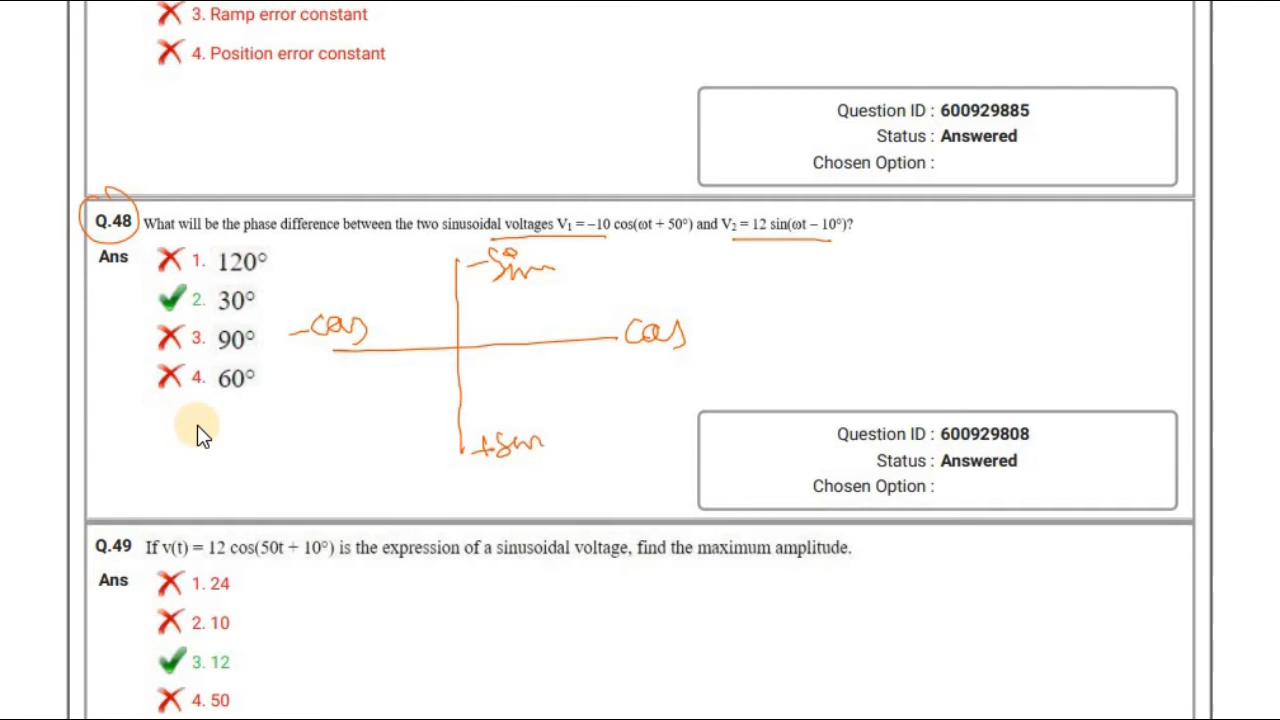 3. Ramp error constant
4. Position error constant
Question ID : 600929885
Status : Answered
Chosen Option :
Q.48 What will be the phase difference between the two sinusoidal voltages V₁ = −10 cos(ωt + 50°) and V₂ = 12 sin(ωt − 10°)?
Ans 1. 120°
2. 30°
3. 90°
4. 60°
-Sin
-cos
cos
+sin
Question ID : 600929808
Status : Answered
Chosen Option :
Q.49 If v(t) = 12 cos(50t + 10°) is the expression of a sinusoidal voltage, find the maximum amplitude.
Ans 1. 24
2. 10
3. 12
4. 50